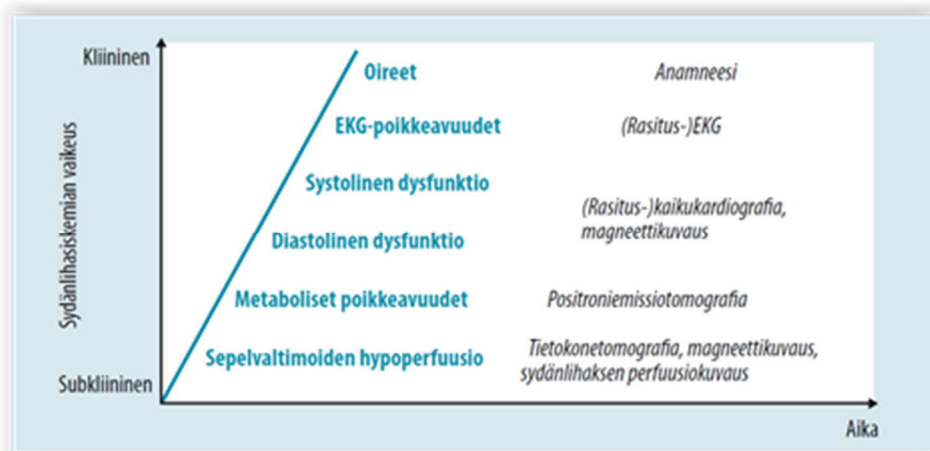 Kliininen
Sydänlihasiskemian vaikeus
Subkliininen
Oireet
Anamneesi
EKG-poikkeavuudet
(Rasitus-)EKG
Systolinen dysfunktio
(Rasitus-)kaikukardiografia,
magneettikuvaus
Diastolinen dysfunktio
Metaboliset poikkeavuudet
Positroniemissiotomografia
Sepelvaltimoiden hypoperfuusio
Tietokonetomografia, magneettikuvaus,
sydänlihaksen perfuusiokuvaus
Aika